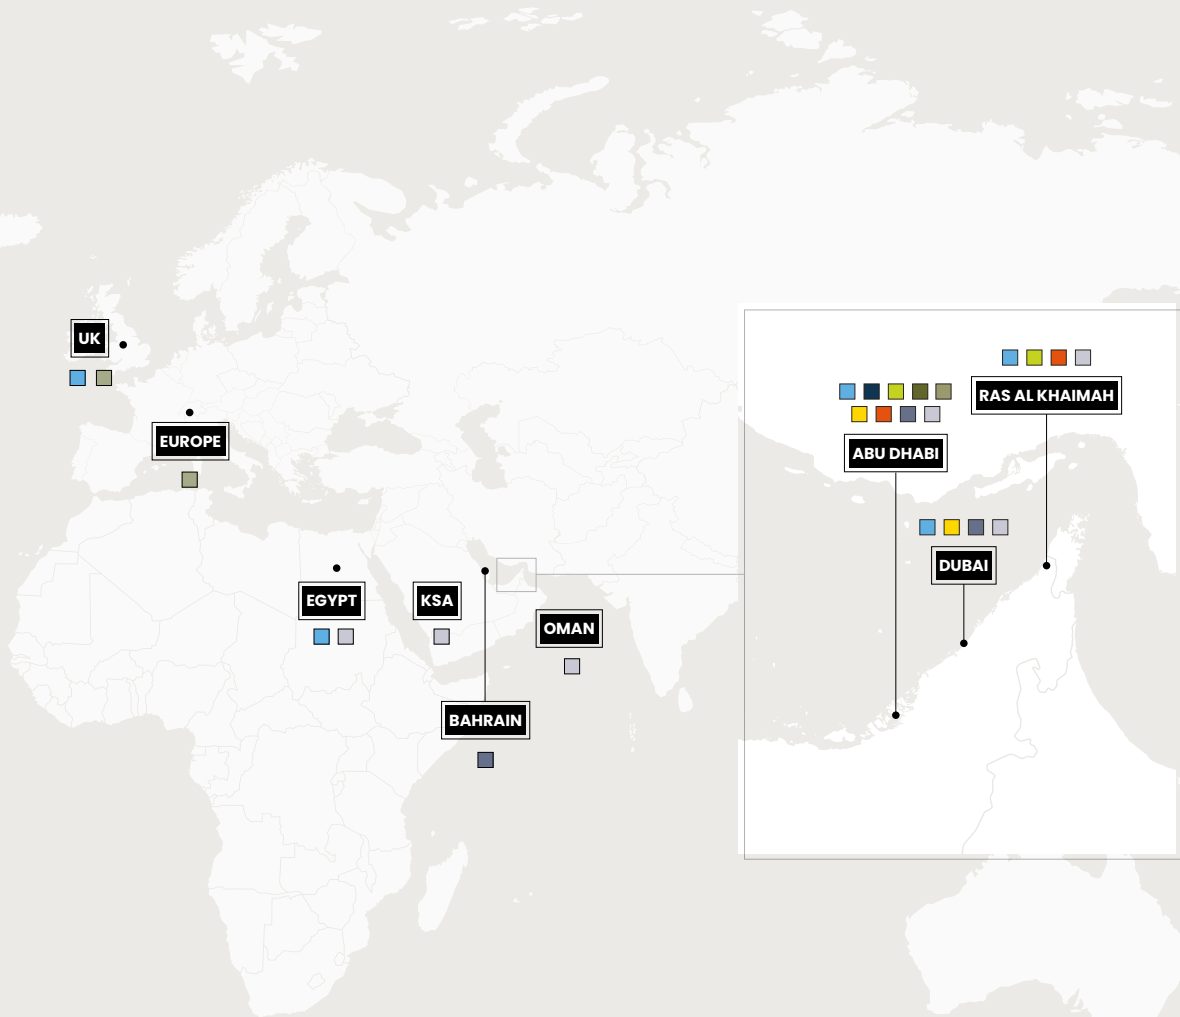 UK
EUROPE
EGYPT
KSA
OMAN
BAHRAIN
RAS AL KHAIMAH
ABU DHABI
DUBAI